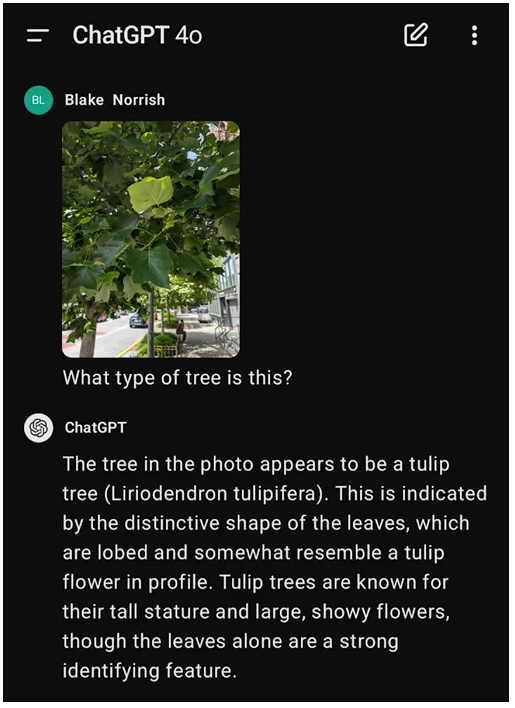 ChatGPT 4o
BL Blake Norrish
What type of tree is this?
ChatGPT
The tree in the photo appears to be a tulip
tree (Liriodendron tulipifera). This is indicated
by the distinctive shape of the leaves, which
are lobed and somewhat resemble a tulip
flower in profile. Tulip trees are known for
their tall stature and large, showy flowers,
though the leaves alone are a strong
identifying feature.